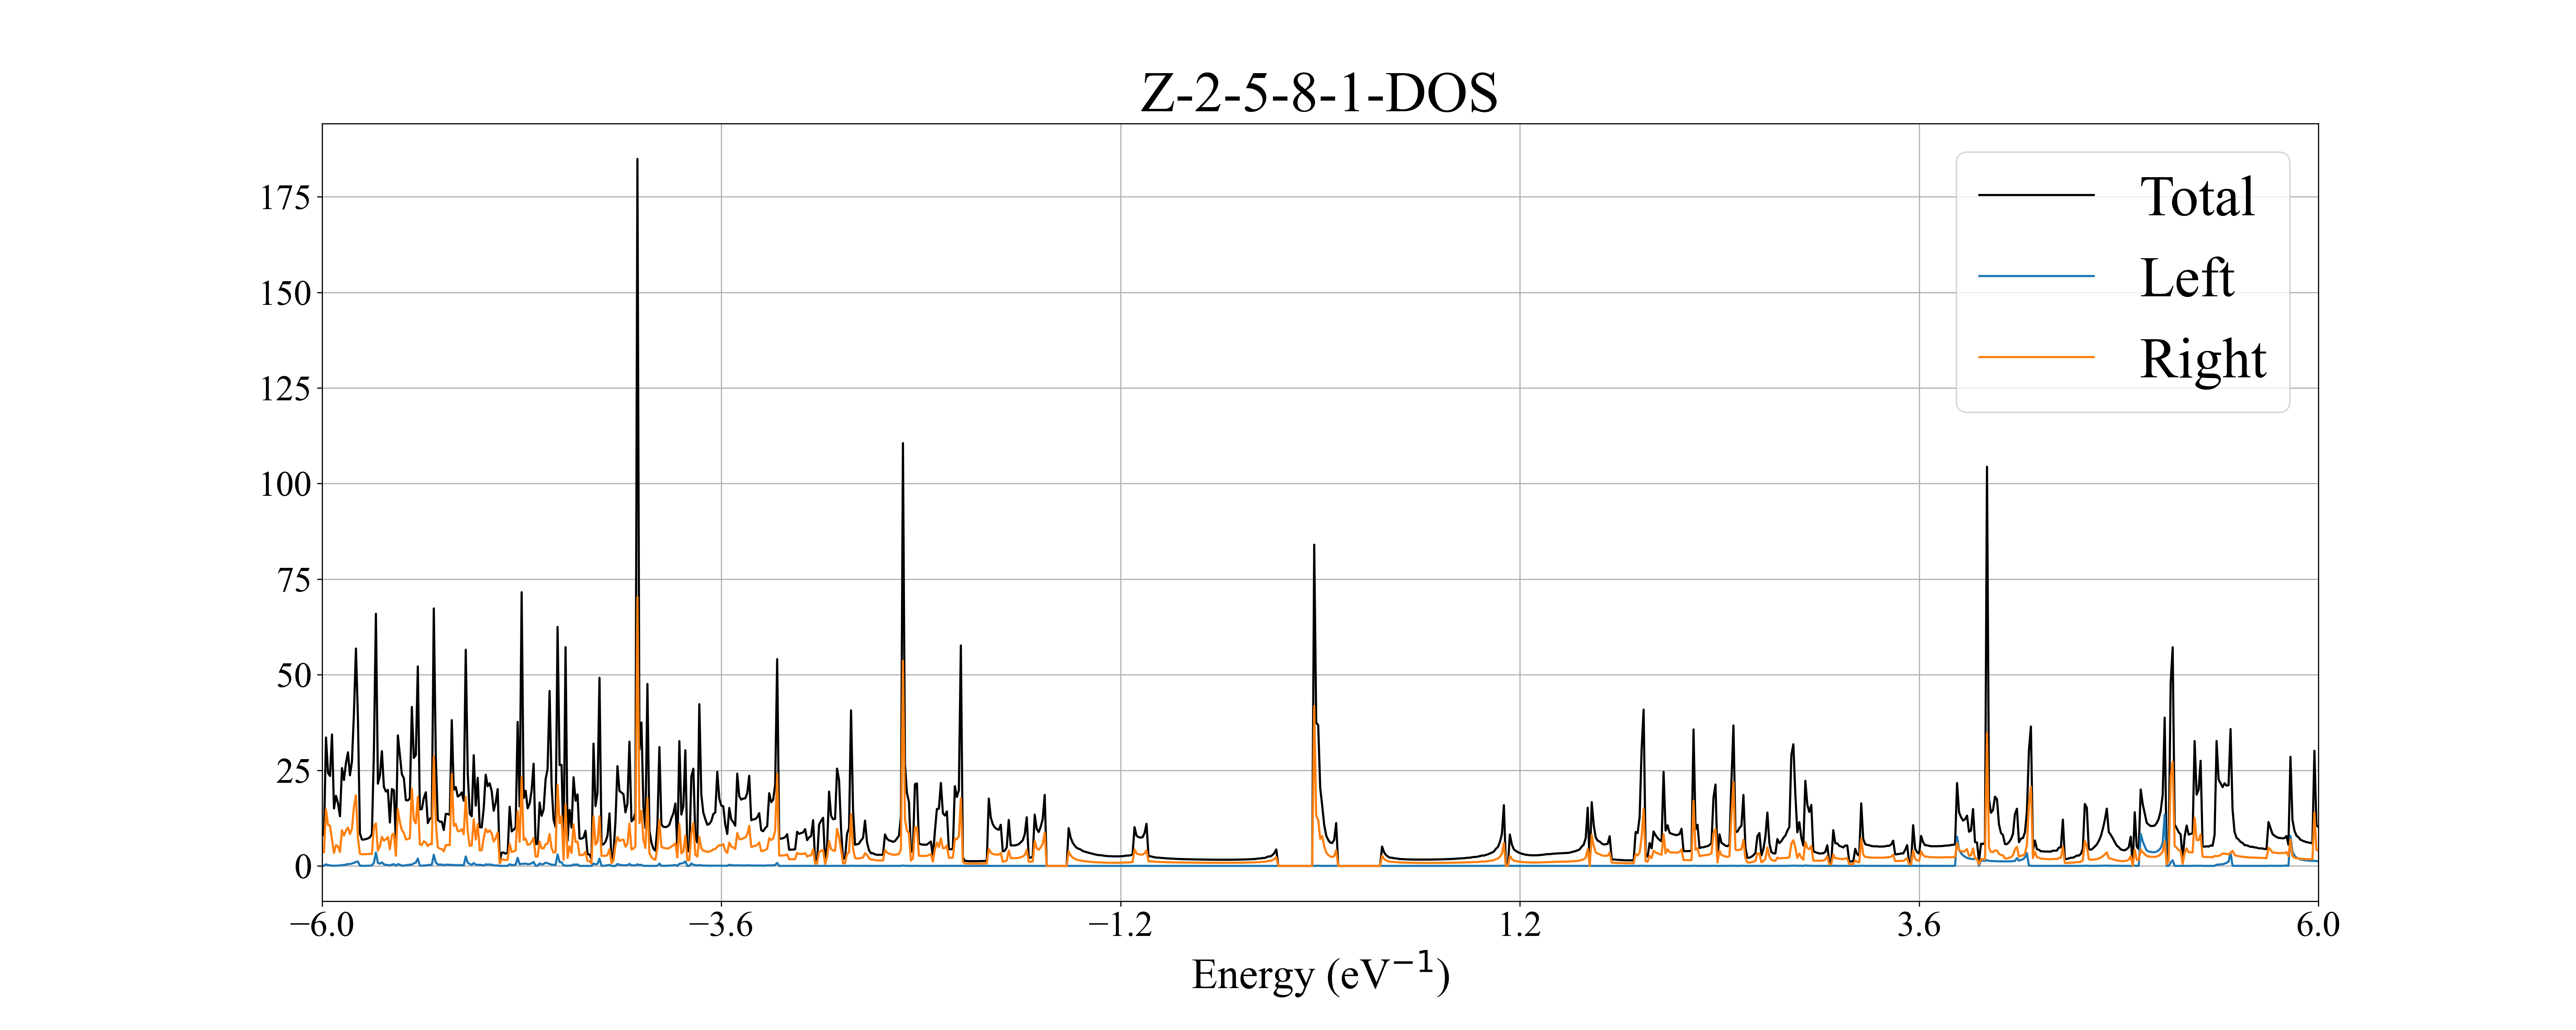 Z-2-5-8-1-DOS
Total
Left
Right
175
150
125
100
75
50
25
0
−6.0 −3.6 −1.2 1.2 3.6 6.0
Energy (eV⁻¹)